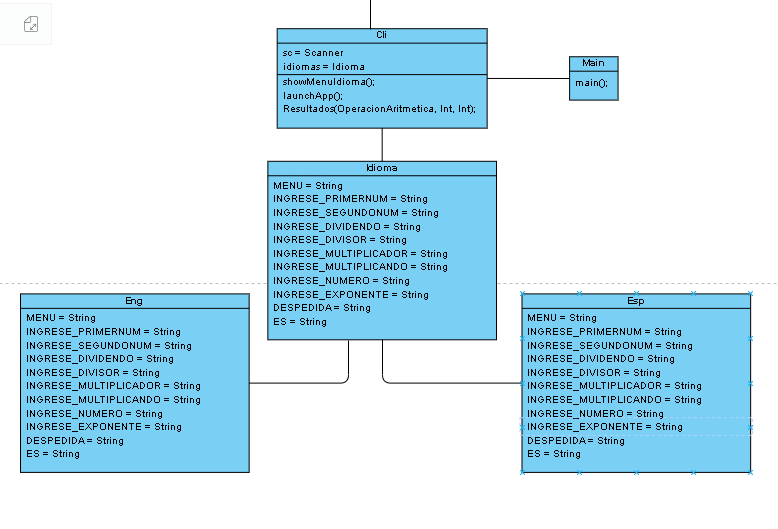 Cli
sc = Scanner
idiomas = Idioma
showMenuIdioma();
launchApp();
Resultados(OperacionAritmetica, Int, Int);
Main
main();
Idioma
MENU = String
INGRESE_PRIMERNUM = String
INGRESE_SEGUNDONUM = String
INGRESE_DIVIDENDO = String
INGRESE_DIVISOR = String
INGRESE_MULTIPLICADOR = String
INGRESE_MULTIPLICANDO = String
INGRESE_NUMERO = String
INGRESE_EXPONENTE = String
DESPEDIDA = String
ES = String
Eng
MENU = String
INGRESE_PRIMERNUM = String
INGRESE_SEGUNDONUM = String
INGRESE_DIVIDENDO = String
INGRESE_DIVISOR = String
INGRESE_MULTIPLICADOR = String
INGRESE_MULTIPLICANDO = String
INGRESE_NUMERO = String
INGRESE_EXPONENTE = String
DESPEDIDA = String
ES = String
Esp
MENU = String
INGRESE_PRIMERNUM = String
INGRESE_SEGUNDONUM = String
INGRESE_DIVIDENDO = String
INGRESE_DIVISOR = String
INGRESE_MULTIPLICADOR = String
INGRESE_MULTIPLICANDO = String
INGRESE_NUMERO = String
INGRESE_EXPONENTE = String
DESPEDIDA = String
ES = String